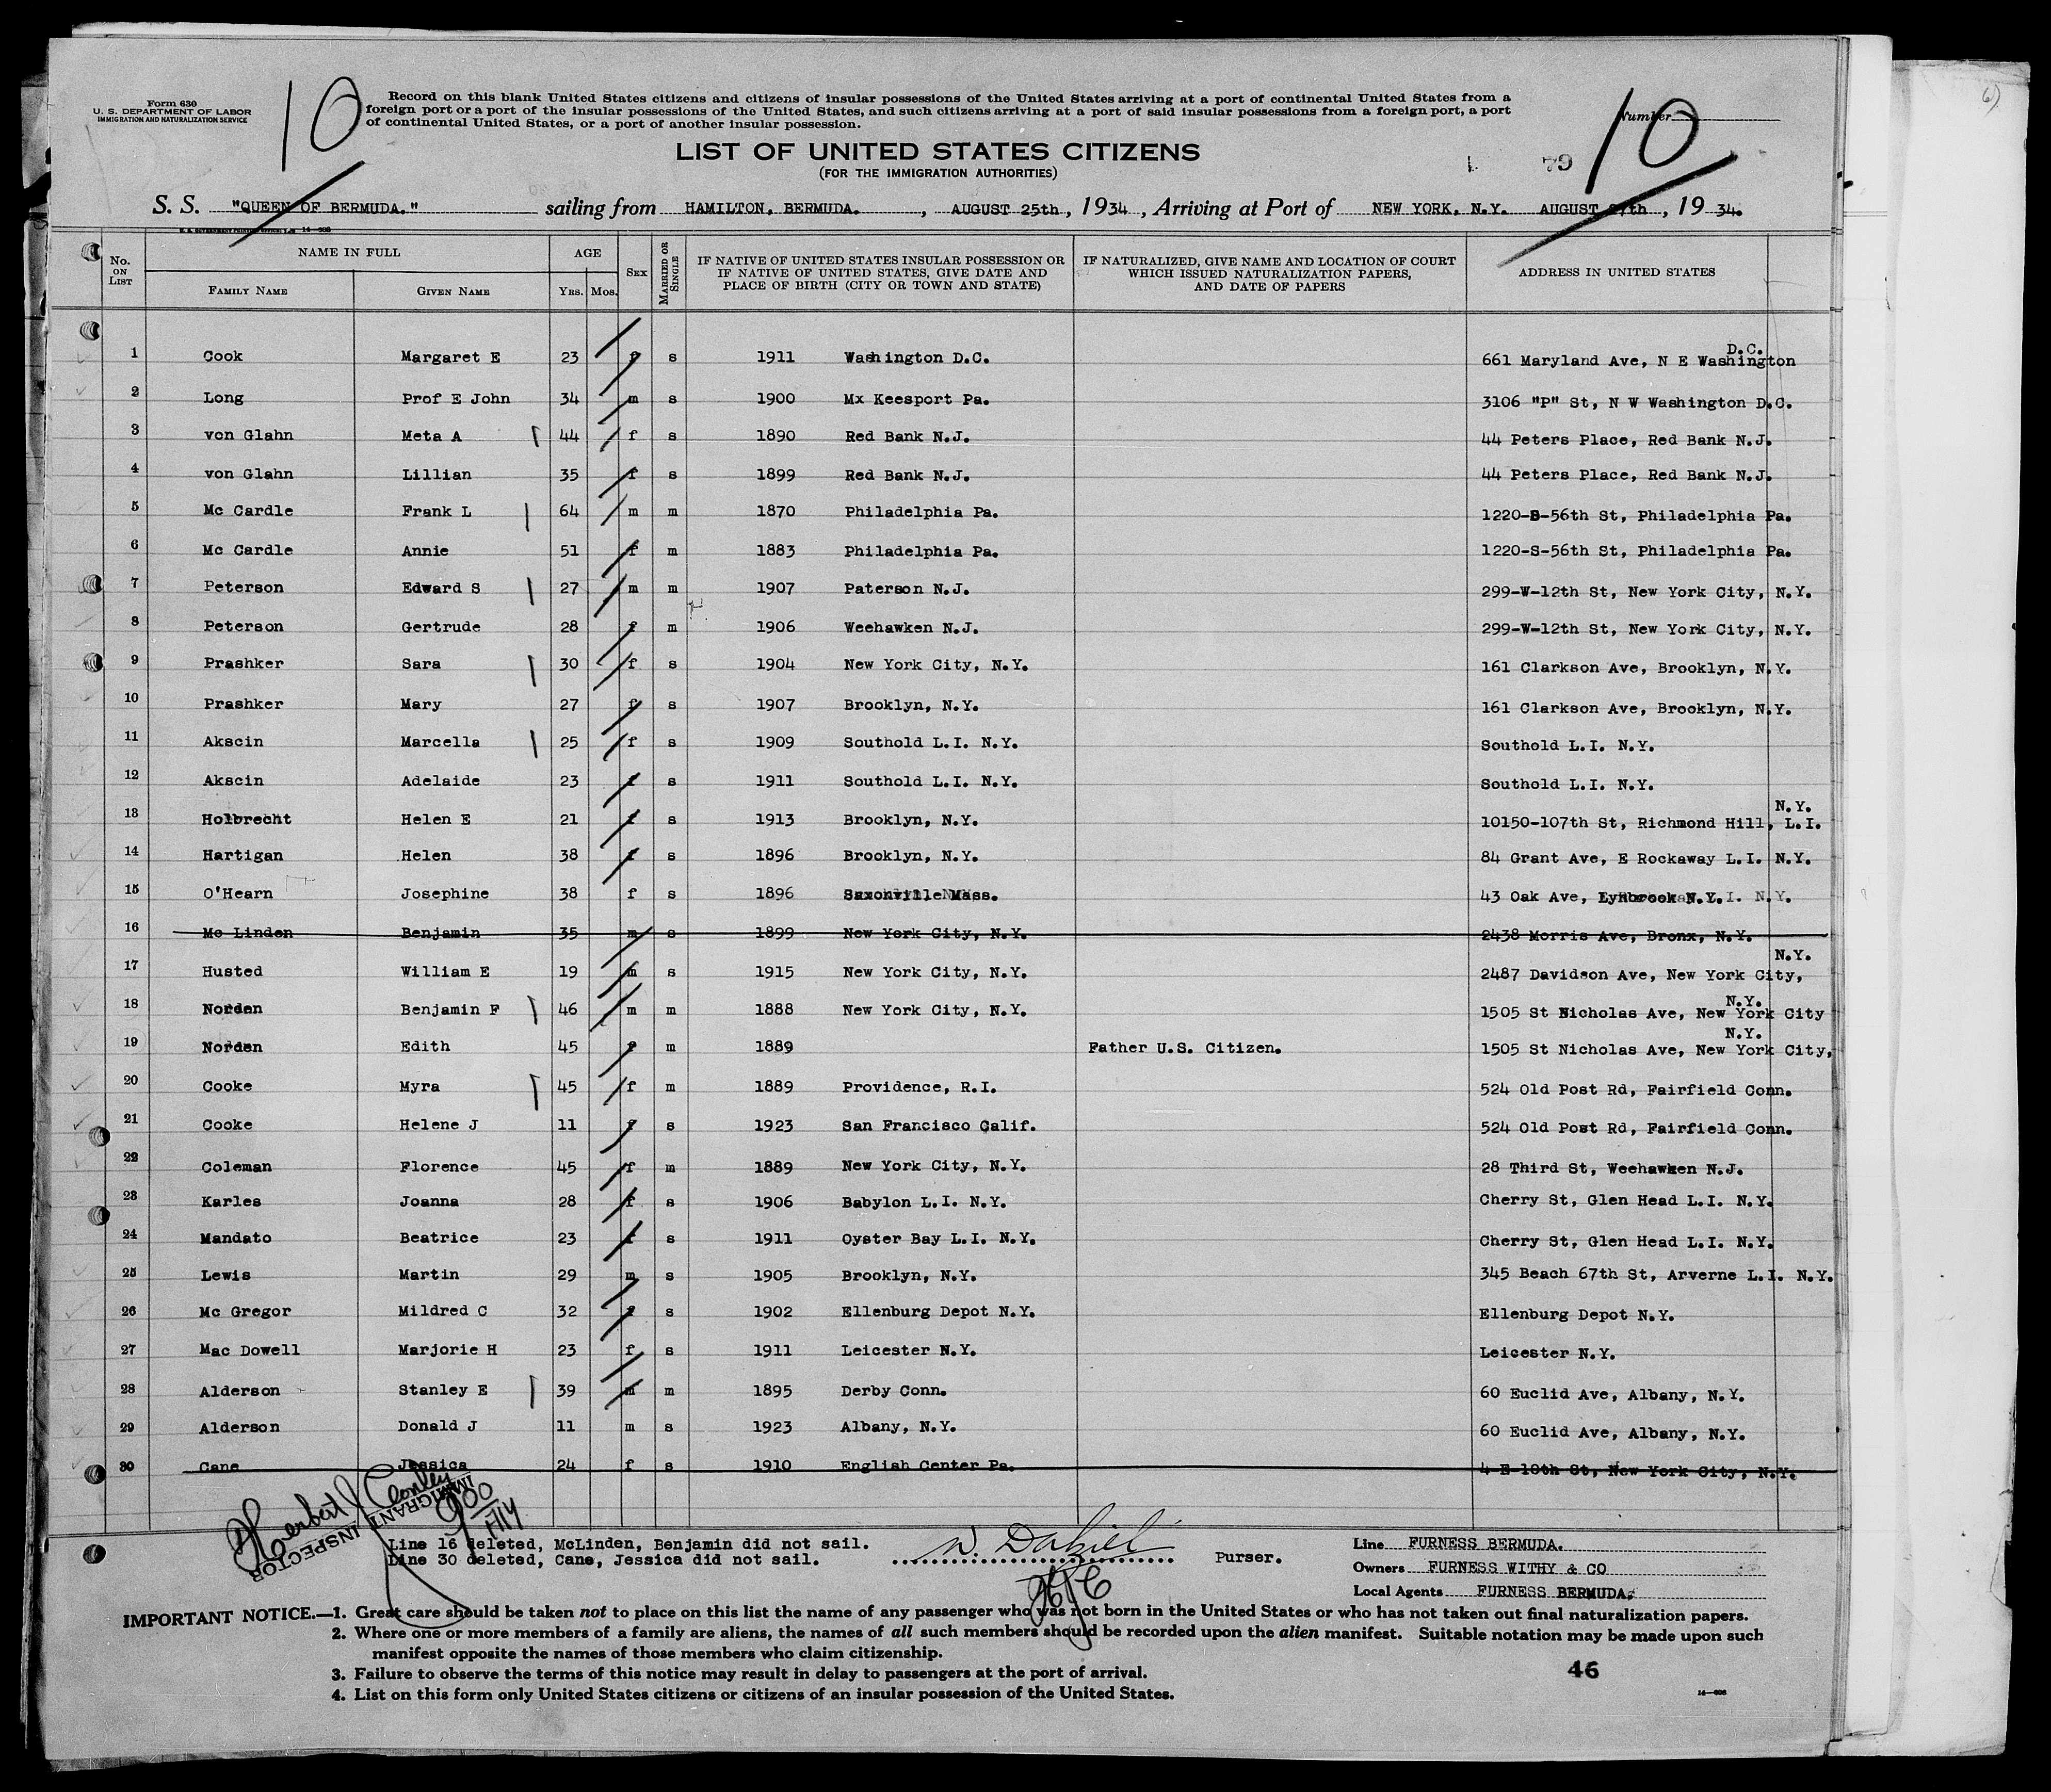 Form 630
U. S. DEPARTMENT OF LABOR
IMMIGRATION AND NATURALIZATION SERVICE
10
Record on this blank United States citizens and citizens of insular possessions of the United States arriving at a port of continental United States from a
foreign port or a port of the insular possessions of the United States, and such citizens arriving at a port of said insular possessions from a foreign port, a port
of continental United States, or a port of another insular possession.
Number
10
LIST OF UNITED STATES CITIZENS
(FOR THE IMMIGRATION AUTHORITIES)
79
S. S. "QUEEN OF BERMUDA." sailing from HAMILTON, BERMUDA. , AUGUST 25th , 1934 , Arriving at Port of NEW YORK, N.Y. AUGUST 27th , 19 34.
No. ON LIST NAME IN FULL FAMILY NAME GIVEN NAME AGE YRS. MOS. SEX MARRIED OR SINGLE IF NATIVE OF UNITED STATES INSULAR POSSESSION OR IF NATIVE OF UNITED STATES, GIVE DATE AND PLACE OF BIRTH (CITY OR TOWN AND STATE) IF NATURALIZED, GIVE NAME AND LOCATION OF COURT WHICH ISSUED NATURALIZATION PAPERS, AND DATE OF PAPERS ADDRESS IN UNITED STATES
1 Cook Margaret E 23 f s 1911 Washington D.C. 661 Maryland Ave, N E Washington D.C.
2 Long Prof E John 34 m s 1900 Mx Keesport Pa. 3106 "P" St, N W Washington D.C.
3 von Glahn Meta A 44 f s 1890 Red Bank N.J. 44 Peters Place, Red Bank N.J.
4 von Glahn Lillian 35 f s 1899 Red Bank N.J. 44 Peters Place, Red Bank N.J.
5 Mc Cardle Frank L 64 m m 1870 Philadelphia Pa. 1220-S-56th St, Philadelphia Pa.
6 Mc Cardle Annie 51 f m 1883 Philadelphia Pa. 1220-S-56th St, Philadelphia Pa.
7 Peterson Edward S 27 m m 1907 Paterson N.J. 299-W-12th St, New York City, N.Y.
8 Peterson Gertrude 28 f m 1906 Weehawken N.J. 299-W-12th St, New York City, N.Y.
9 Prashker Sara 30 f s 1904 New York City, N.Y. 161 Clarkson Ave, Brooklyn, N.Y.
10 Prashker Mary 27 f s 1907 Brooklyn, N.Y. 161 Clarkson Ave, Brooklyn, N.Y.
11 Akscin Marcella 25 f s 1909 Southold L.I. N.Y. Southold L.I. N.Y.
12 Akscin Adelaide 23 f s 1911 Southold L.I. N.Y. Southold L.I. N.Y.
13 Holbrecht Helen E 21 f s 1913 Brooklyn, N.Y. 10150-107th St, Richmond Hill, L.I. N.Y.
14 Hartigan Helen 38 f s 1896 Brooklyn, N.Y. 84 Grant Ave, E Rockaway L.I. N.Y.
15 O'Hearn Josephine 38 f s 1896 Saxonville Mass. 43 Oak Ave, Lynbrook N.Y.
16 Mc Linden Benjamin 35 m s 1899 New York City, N.Y. 2438 Morris Ave, Bronx, N.Y.
17 Husted William E 19 m s 1915 New York City, N.Y. 2487 Davidson Ave, New York City, N.Y.
18 Norden Benjamin F 46 m m 1888 New York City, N.Y. 1505 St Nicholas Ave, New York City N.Y.
19 Norden Edith 45 f m 1889 Father U.S. Citizen. 1505 St Nicholas Ave, New York City, N.Y.
20 Cooke Myra 45 f m 1889 Providence, R.I. 524 Old Post Rd, Fairfield Conn.
21 Cooke Helene J 11 f s 1923 San Francisco Calif. 524 Old Post Rd, Fairfield Conn.
22 Coleman Florence 45 f m 1889 New York City, N.Y. 28 Third St, Weehawken N.J.
23 Karles Joanna 28 f s 1906 Babylon L.I. N.Y. Cherry St, Glen Head L.I. N.Y.
24 Mandato Beatrice 23 f s 1911 Oyster Bay L.I. N.Y. Cherry St, Glen Head L.I. N.Y.
25 Lewis Martin 29 m s 1905 Brooklyn, N.Y. 345 Beach 67th St, Arverne L.I. N.Y.
26 Mc Gregor Mildred C 32 f s 1902 Ellenburg Depot N.Y. Ellenburg Depot N.Y.
27 Mac Dowell Marjorie H 23 f s 1911 Leicester N.Y. Leicester N.Y.
28 Alderson Stanley E 39 m m 1895 Derby Conn. 60 Euclid Ave, Albany, N.Y.
29 Alderson Donald J 11 m s 1923 Albany, N.Y. 60 Euclid Ave, Albany, N.Y.
30 Cane Jessica 24 f s 1910 English Center Pa. 4-E-10th St, New York City, N.Y.
Herbert J Conley
IMMIGRANT INSPECTOR
Line 16 deleted, McLinden, Benjamin did not sail.
Line 30 deleted, Cane, Jessica did not sail.
Purser.
Line FURNESS BERMUDA.
Owners FURNESS WITHY & CO
Local Agents FURNESS BERMUDA.
IMPORTANT NOTICE.—1. Great care should be taken not to place on this list the name of any passenger who was not born in the United States or who has not taken out final naturalization papers.
2. Where one or more members of a family are aliens, the names of all such members should be recorded upon the alien manifest. Suitable notation may be made upon such
manifest opposite the names of those members who claim citizenship.
3. Failure to observe the terms of this notice may result in delay to passengers at the port of arrival.
4. List on this form only United States citizens or citizens of an insular possession of the United States.
46